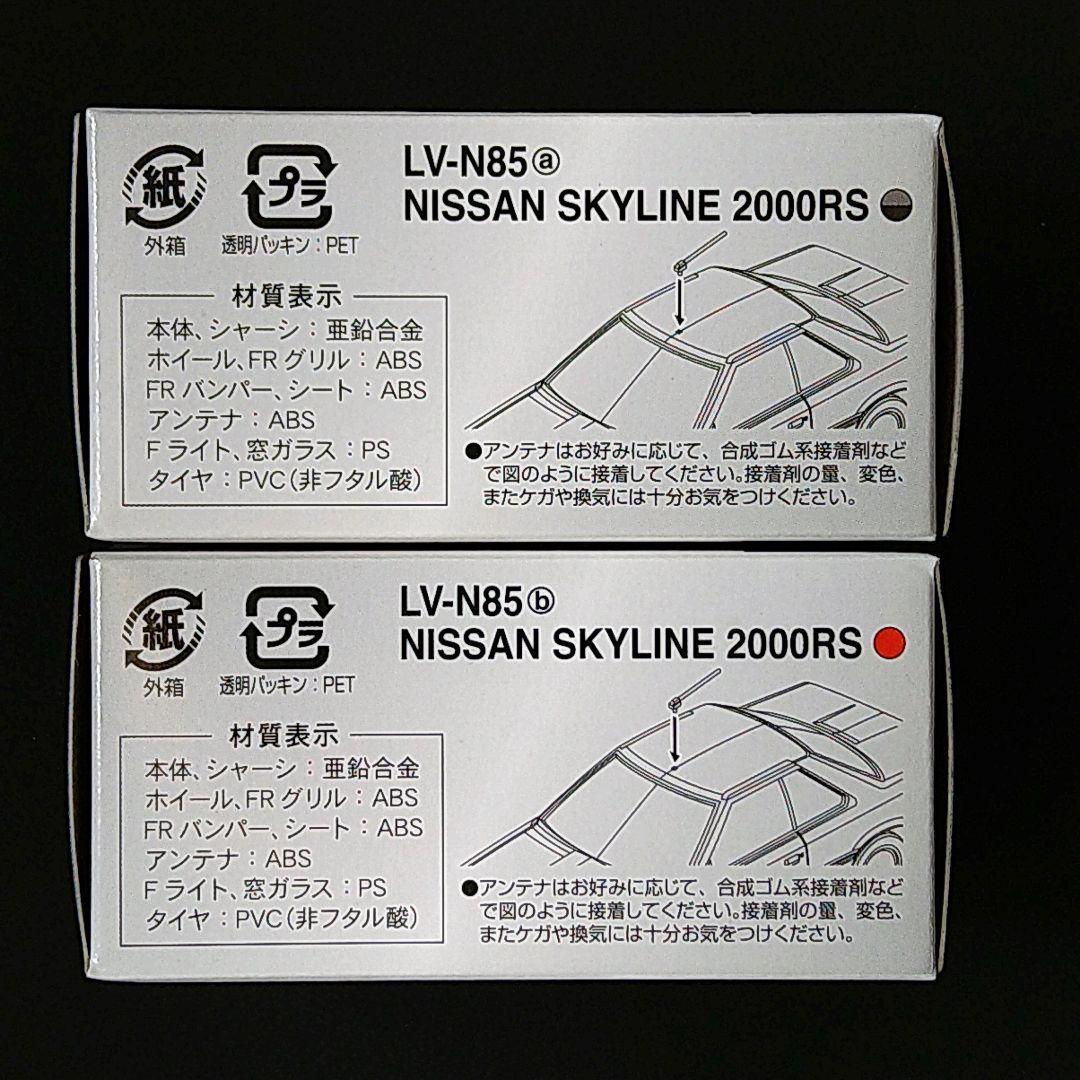 紙
外箱
プラ
透明パッキン：PET
LV-N85ⓐ
NISSAN SKYLINE 2000RS
材質表示
本体、シャーシ：亜鉛合金
ホイール、FRグリル：ABS
FRバンパー、シート：ABS
アンテナ：ABS
Fライト、窓ガラス：PS
タイヤ：PVC（非フタル酸）
●アンテナはお好みに応じて、合成ゴム系接着剤など
で図のように接着してください。接着剤の量、変色、
またケガや換気には十分お気をつけください。
紙
外箱
プラ
透明パッキン：PET
LV-N85ⓑ
NISSAN SKYLINE 2000RS
材質表示
本体、シャーシ：亜鉛合金
ホイール、FRグリル：ABS
FRバンパー、シート：ABS
アンテナ：ABS
Fライト、窓ガラス：PS
タイヤ：PVC（非フタル酸）
●アンテナはお好みに応じて、合成ゴム系接着剤など
で図のように接着してください。接着剤の量、変色、
またケガや換気には十分お気をつけください。